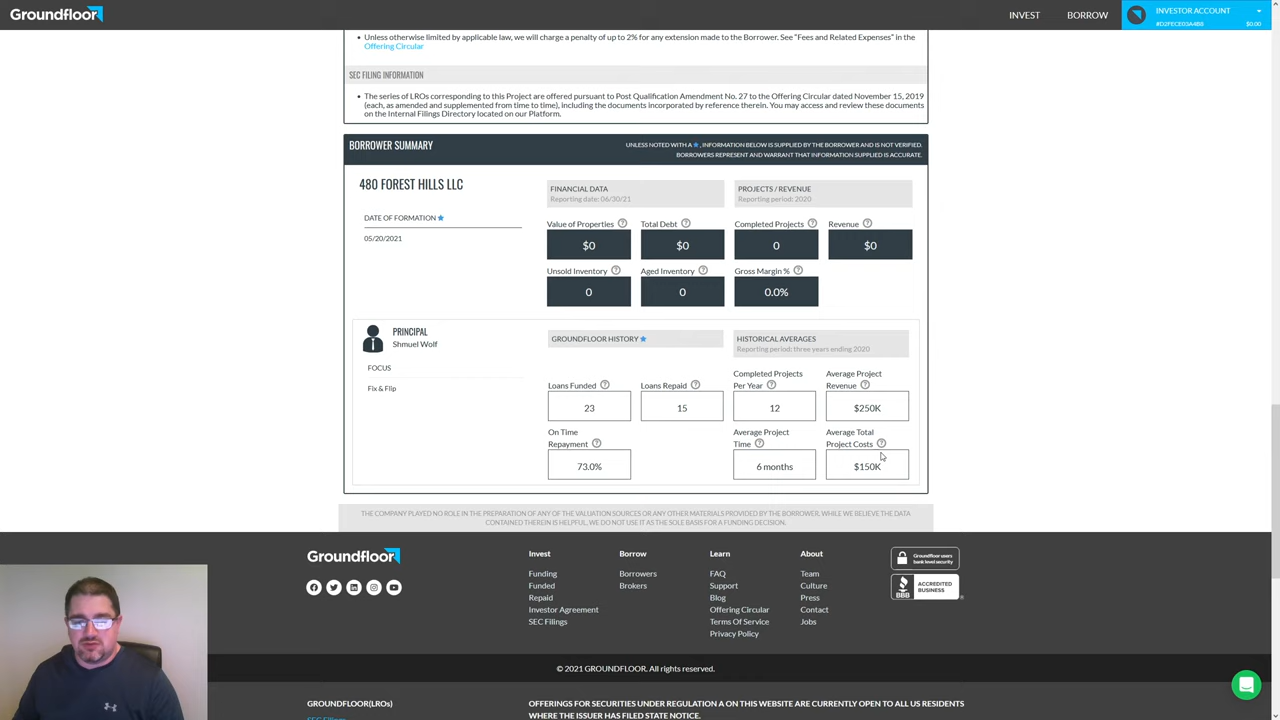 Groundfloor
INVEST
BORROW
INVESTOR ACCOUNT
#D2FECE03A4B8
$0.00
Unless otherwise limited by applicable law, we will charge a penalty of up to 2% for any extension made to the Borrower. See "Fees and Related Expenses" in the
Offering Circular
SEC FILING INFORMATION
The series of LROs corresponding to this Project are offered pursuant to Post Qualification Amendment No. 27 to the Offering Circular dated November 15, 2019
(each, as amended and supplemented from time to time), including the documents incorporated by reference therein. You may access and review these documents
on the Internal Filings Directory located on our Platform.
BORROWER SUMMARY
UNLESS NOTED WITH A ★, INFORMATION BELOW IS SUPPLIED BY THE BORROWER AND IS NOT VERIFIED.
BORROWERS REPRESENT AND WARRANT THAT INFORMATION SUPPLIED IS ACCURATE.
480 FOREST HILLS LLC
DATE OF FORMATION ★
05/20/2021
FINANCIAL DATA
Reporting date: 06/30/21
PROJECTS / REVENUE
Reporting period: 2020
Value of Properties ?
Total Debt ?
Completed Projects ?
Revenue ?
$0
$0
0
$0
Unsold Inventory ?
Aged Inventory ?
Gross Margin % ?
0
0
0.0%
PRINCIPAL
Shmuel Wolf
FOCUS
Fix & Flip
GROUNDFLOOR HISTORY ★
HISTORICAL AVERAGES
Reporting period: three years ending 2020
Loans Funded ?
Loans Repaid ?
Completed Projects
Per Year ?
Average Project
Revenue ?
23
15
12
$250K
On Time
Repayment ?
Average Project
Time ?
Average Total
Project Costs ?
73.0%
6 months
$150K
THE COMPANY PLAYED NO ROLE IN THE PREPARATION OF ANY OF THE VALUATION SOURCES OR ANY OTHER MATERIALS PROVIDED BY THE BORROWER, WHILE WE BELIEVE THE DATA
CONTAINED THEREIN IS HELPFUL, WE DO NOT USE IT AS THE SOLE BASIS FOR A FUNDING DECISION.
Groundfloor
Invest
Funding
Funded
Repaid
Investor Agreement
SEC Filings
Borrow
Borrowers
Brokers
Learn
FAQ
Support
Blog
Offering Circular
Terms Of Service
Privacy Policy
About
Team
Culture
Press
Contact
Jobs
Groundfloor uses
bank level security
BBB
ACCREDITED
BUSINESS
© 2021 GROUNDFLOOR. All rights reserved.
GROUNDFLOOR(LROs)
SEC Filings
OFFERINGS FOR SECURITIES UNDER REGULATION A ON THIS WEBSITE ARE CURRENTLY OPEN TO ALL US RESIDENTS
WHERE THE ISSUER HAS FILED STATE NOTICE.